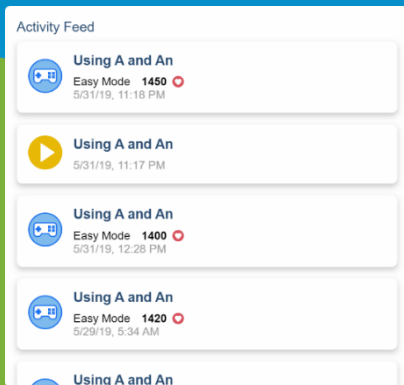 Activity Feed
Using A and An
Easy Mode 1450
5/31/19, 11:18 PM
Using A and An
5/31/19, 11:17 PM
Using A and An
Easy Mode 1400
5/31/19, 12:28 PM
Using A and An
Easy Mode 1420
5/29/19, 5:34 AM
Using A and An